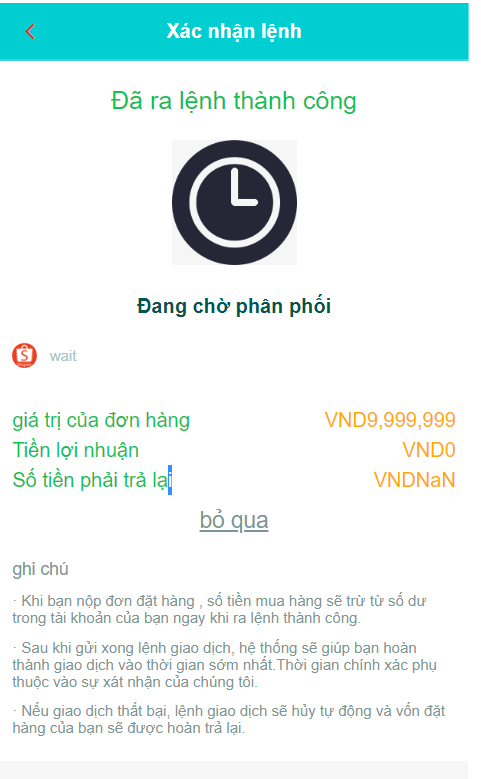 Xác nhận lệnh
Đã ra lệnh thành công
Đang chờ phân phối
wait
giá trị của đơn hàng VND9,999,999
Tiền lợi nhuận VND0
Số tiền phải trả lại VNDNaN
bỏ qua
ghi chú
· Khi bạn nộp đơn đặt hàng , số tiền mua hàng sẽ trừ từ số dư
trong tài khoản của bạn ngay khi ra lệnh thành công.
· Sau khi gửi xong lệnh giao dịch, hệ thống sẽ giúp bạn hoàn
thành giao dịch vào thời gian sớm nhất.Thời gian chính xác phụ
thuộc vào sự xát nhận của chúng tôi.
· Nếu giao dịch thất bại, lệnh giao dịch sẽ hủy tự động và vốn đặt
hàng của bạn sẽ được hoàn trả lại.